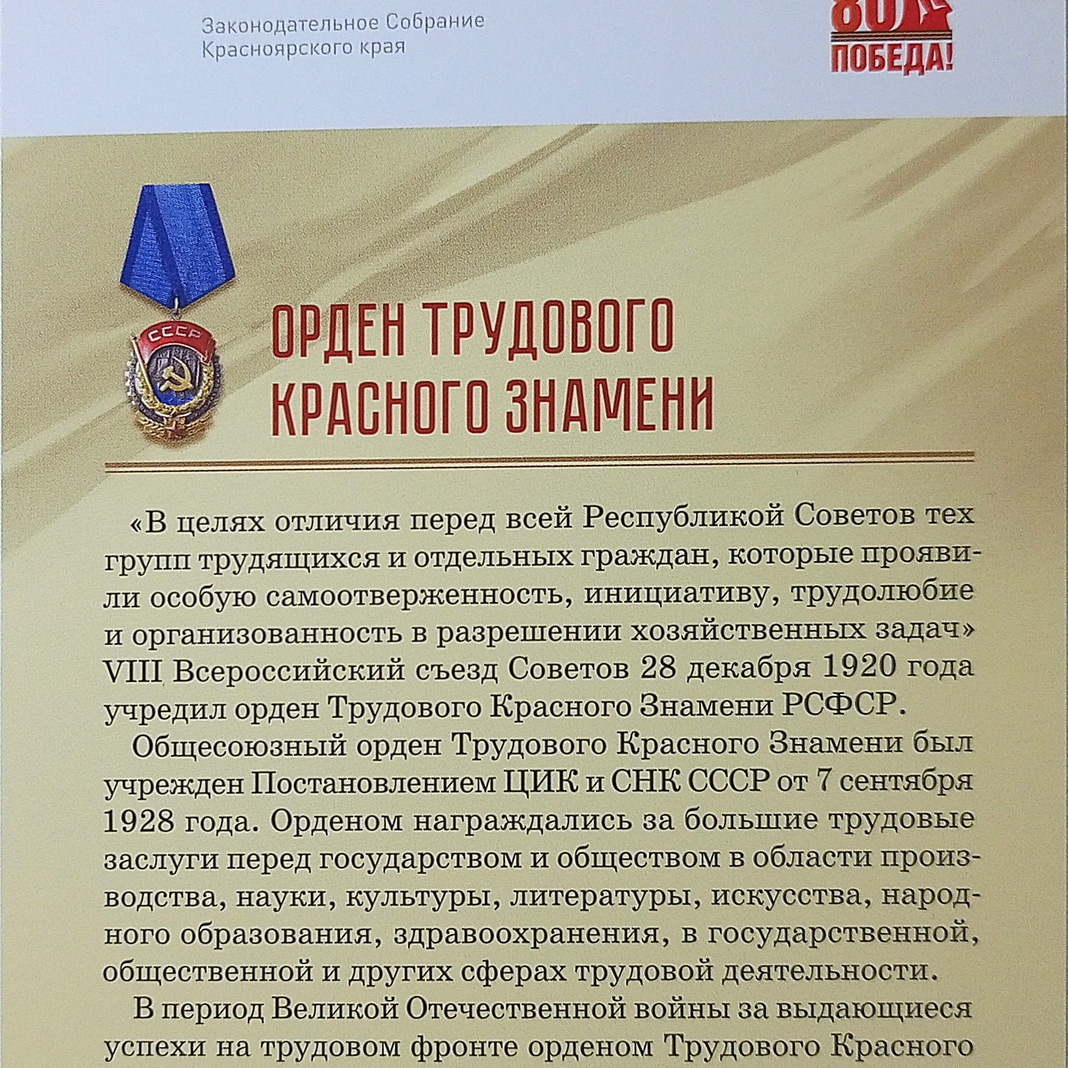 Законодательное Собрание
Красноярского края
80
ПОБЕДА!
СССР
ОРДЕН ТРУДОВОГО
КРАСНОГО ЗНАМЕНИ
«В целях отличия перед всей Республикой Советов тех
групп трудящихся и отдельных граждан, которые прояви-
ли особую самоотверженность, инициативу, трудолюбие
и организованность в разрешении хозяйственных задач»
VIII Всероссийский съезд Советов 28 декабря 1920 года
учредил орден Трудового Красного Знамени РСФСР.
Общесоюзный орден Трудового Красного Знамени был
учрежден Постановлением ЦИК и СНК СССР от 7 сентября
1928 года. Орденом награждались за большие трудовые
заслуги перед государством и обществом в области произ-
водства, науки, культуры, литературы, искусства, народ-
ного образования, здравоохранения, в государственной,
общественной и других сферах трудовой деятельности.
В период Великой Отечественной войны за выдающиеся
успехи на трудовом фронте орденом Трудового Красного